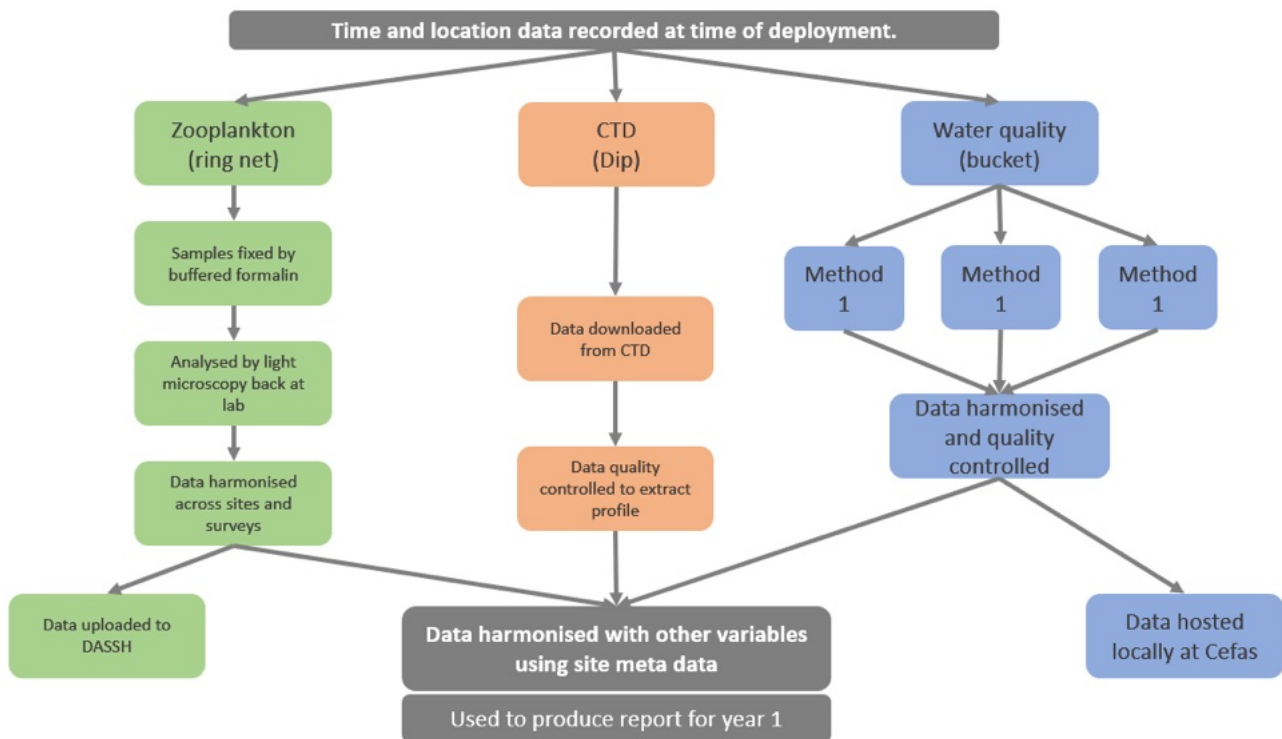 Time and location data recorded at time of deployment.
Zooplankton
(ring net)
CTD
(Dip)
Water quality
(bucket)
Samples fixed by
buffered formalin
Method
1
Method
1
Method
1
Data downloaded
from CTD
Analysed by light
microscopy back at
lab
Data harmonised
and quality
controlled
Data harmonised
across sites and
surveys
Data quality
controlled to extract
profile
Data uploaded to
DASSH
Data harmonised with other variables
using site meta data
Data hosted
locally at Cefas
Used to produce report for year 1